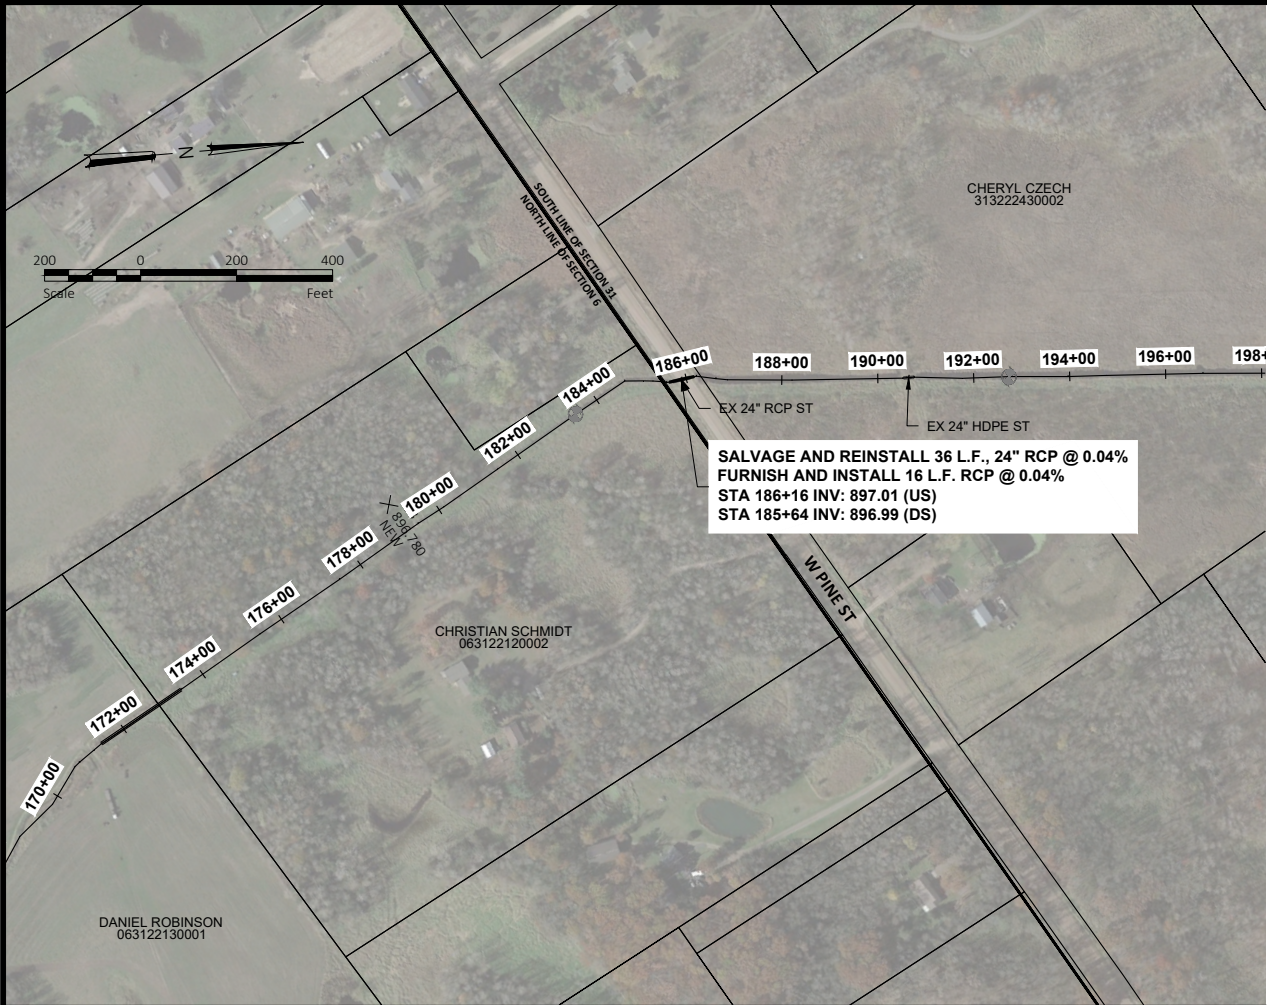 N
200 0 200 400
Scale Feet
SOUTH LINE OF SECTION 31
NORTH LINE OF SECTION 6
CHERYL CZECH
313222430002
186+00
188+00
190+00
192+00
194+00
196+00
198+
184+00
EX 24" RCP ST
EX 24" HDPE ST
182+00
SALVAGE AND REINSTALL 36 L.F., 24" RCP @ 0.04%
FURNISH AND INSTALL 16 L.F. RCP @ 0.04%
STA 186+16 INV: 897.01 (US)
STA 185+64 INV: 896.99 (DS)
180+00
896.780
NEW
178+00
W PINE ST
176+00
CHRISTIAN SCHMIDT
063122120002
174+00
172+00
170+00
DANIEL ROBINSON
063122130001